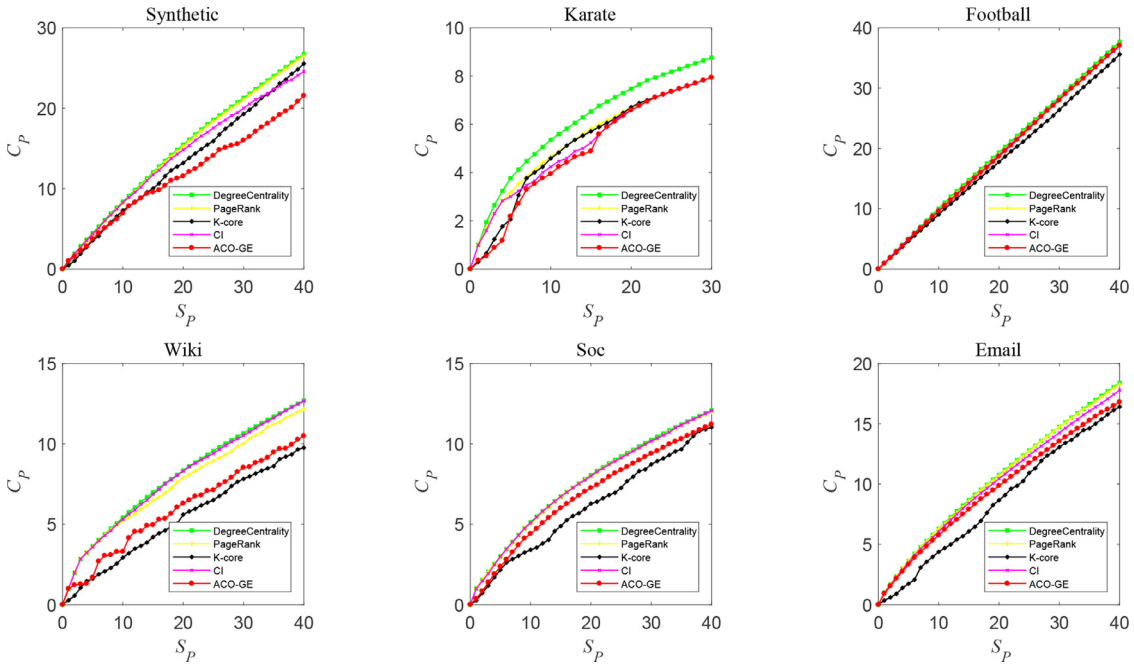 Synthetic
30
20
10
0
C_P
0 10 20 30 40
S_P
DegreeCentrality
PageRank
K-core
CI
ACO-GE
Karate
10
8
6
4
2
0
C_P
0 10 20 30
S_P
DegreeCentrality
PageRank
K-core
CI
ACO-GE
Football
40
30
20
10
0
C_P
0 10 20 30 40
S_P
DegreeCentrality
PageRank
K-core
CI
ACO-GE
Wiki
15
10
5
0
C_P
0 10 20 30 40
S_P
DegreeCentrality
PageRank
K-core
CI
ACO-GE
Soc
15
10
5
0
C_P
0 10 20 30 40
S_P
DegreeCentrality
PageRank
K-core
CI
ACO-GE
Email
20
15
10
5
0
C_P
0 10 20 30 40
S_P
DegreeCentrality
PageRank
K-core
CI
ACO-GE